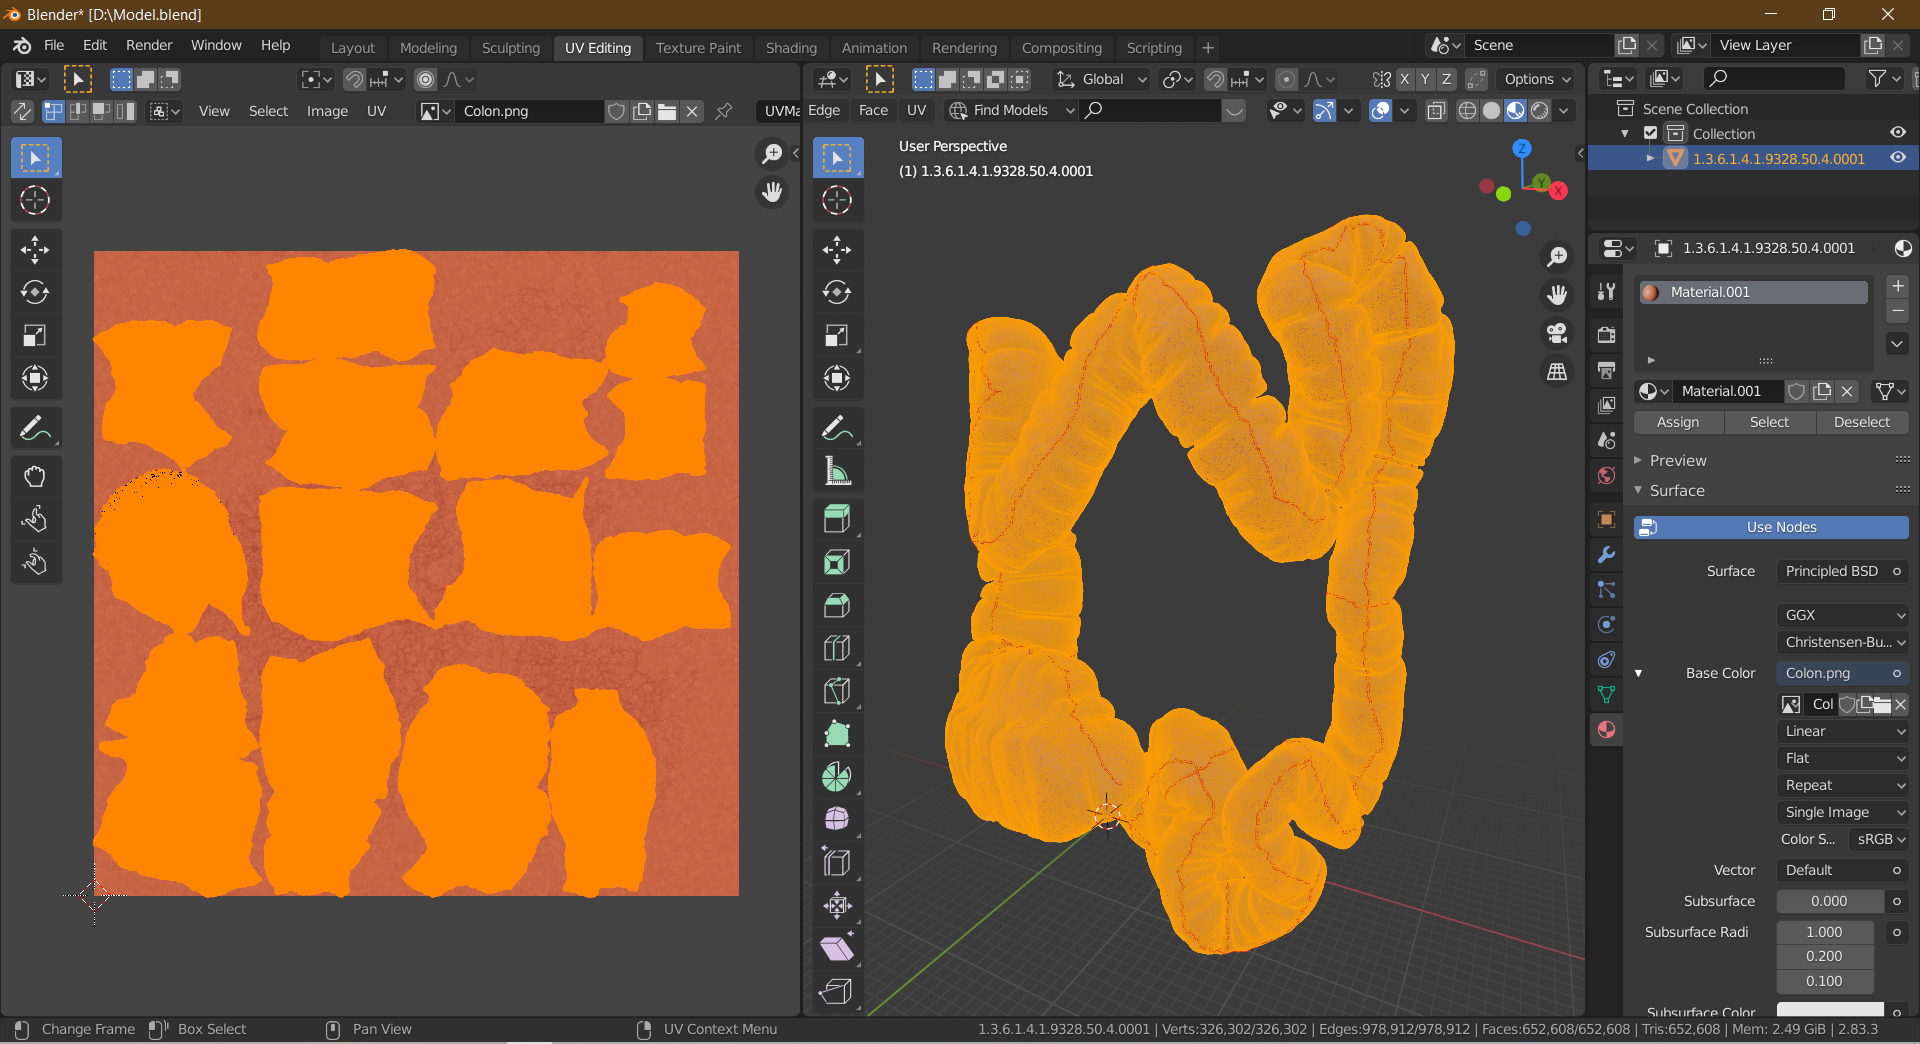 Blender* [D:\Model.blend]
File Edit Render Window Help
Layout Modeling Sculpting UV Editing Texture Paint Shading Animation Rendering Compositing Scripting +
Scene
View Layer
View Select Image UV
Colon.png
UVMa
Global
X Y Z
Options
Edge Face UV
Find Models
User Perspective
(1) 1.3.6.1.4.1.9328.50.4.0001
Z
Y
X
Scene Collection
Collection
1.3.6.1.4.1.9328.50.4.0001
1.3.6.1.4.1.9328.50.4.0001
Material.001
Material.001
Assign Select Deselect
Preview
Surface
Use Nodes
Surface Principled BSD
GGX
Christensen-Bu...
Base Color Colon.png
Col
Linear
Flat
Repeat
Single Image
Color S... sRGB
Vector Default
Subsurface 0.000
Subsurface Radi 1.000
0.200
0.100
Subsurface Color
Change Frame Box Select Pan View UV Context Menu
1.3.6.1.4.1.9328.50.4.0001 | Verts:326,302/326,302 | Edges:978,912/978,912 | Faces:652,608/652,608 | Tris:652,608 | Mem: 2.49 GiB | 2.83.3